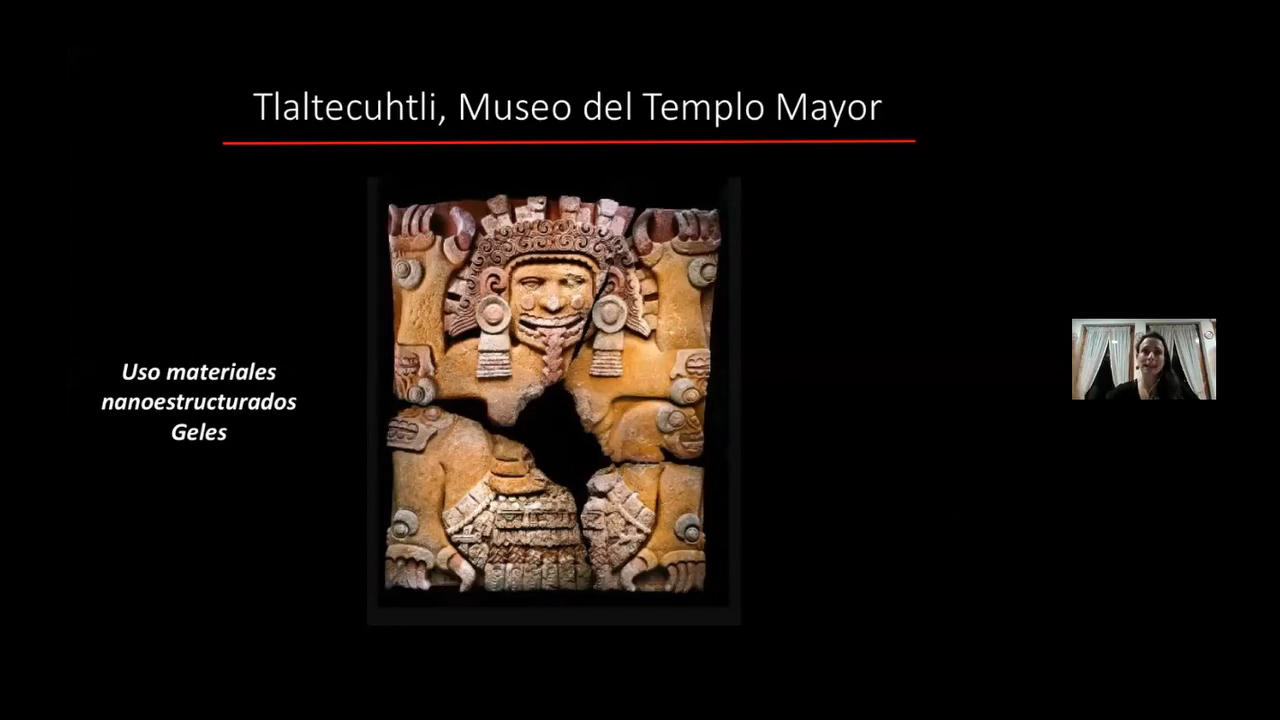 Tlaltecuhtli, Museo del Templo Mayor
Uso materiales
nanoestructurados
Geles